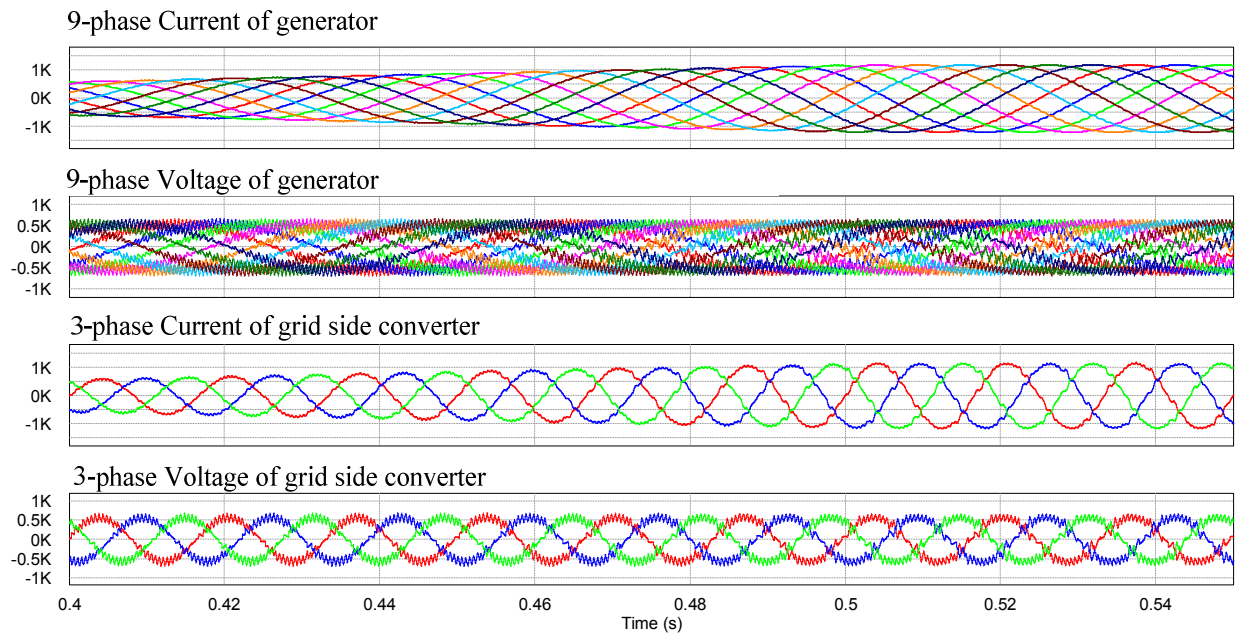 9-phase Current of generator
1K
0K
-1K
9-phase Voltage of generator
1K
0.5K
0K
-0.5K
-1K
3-phase Current of grid side converter
1K
0K
-1K
3-phase Voltage of grid side converter
1K
0.5K
0K
-0.5K
-1K
0.4 0.42 0.44 0.46 0.48 0.5 0.52 0.54
Time (s)